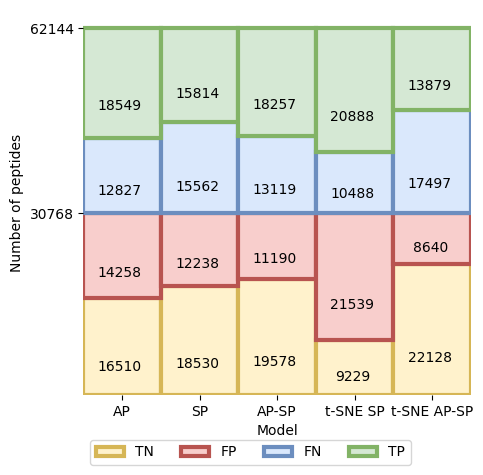 62144
18549 15814 18257 20888 13879
12827 15562 13119 10488 17497
30768
14258 12238 11190 21539 8640
16510 18530 19578 9229 22128
Number of peptides
AP SP AP-SP t-SNE SP t-SNE AP-SP
Model
TN FP FN TP